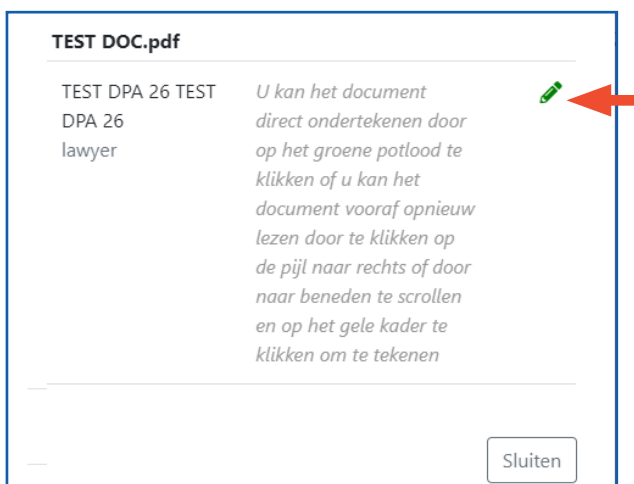 TEST DOC.pdf
TEST DPA 26 TEST
DPA 26
lawyer
U kan het document
direct ondertekenen door
op het groene potlood te
klikken of u kan het
document vooraf opnieuw
lezen door te klikken op
de pijl naar rechts of door
naar beneden te scrollen
en op het gele kader te
klikken om te tekenen
Sluiten